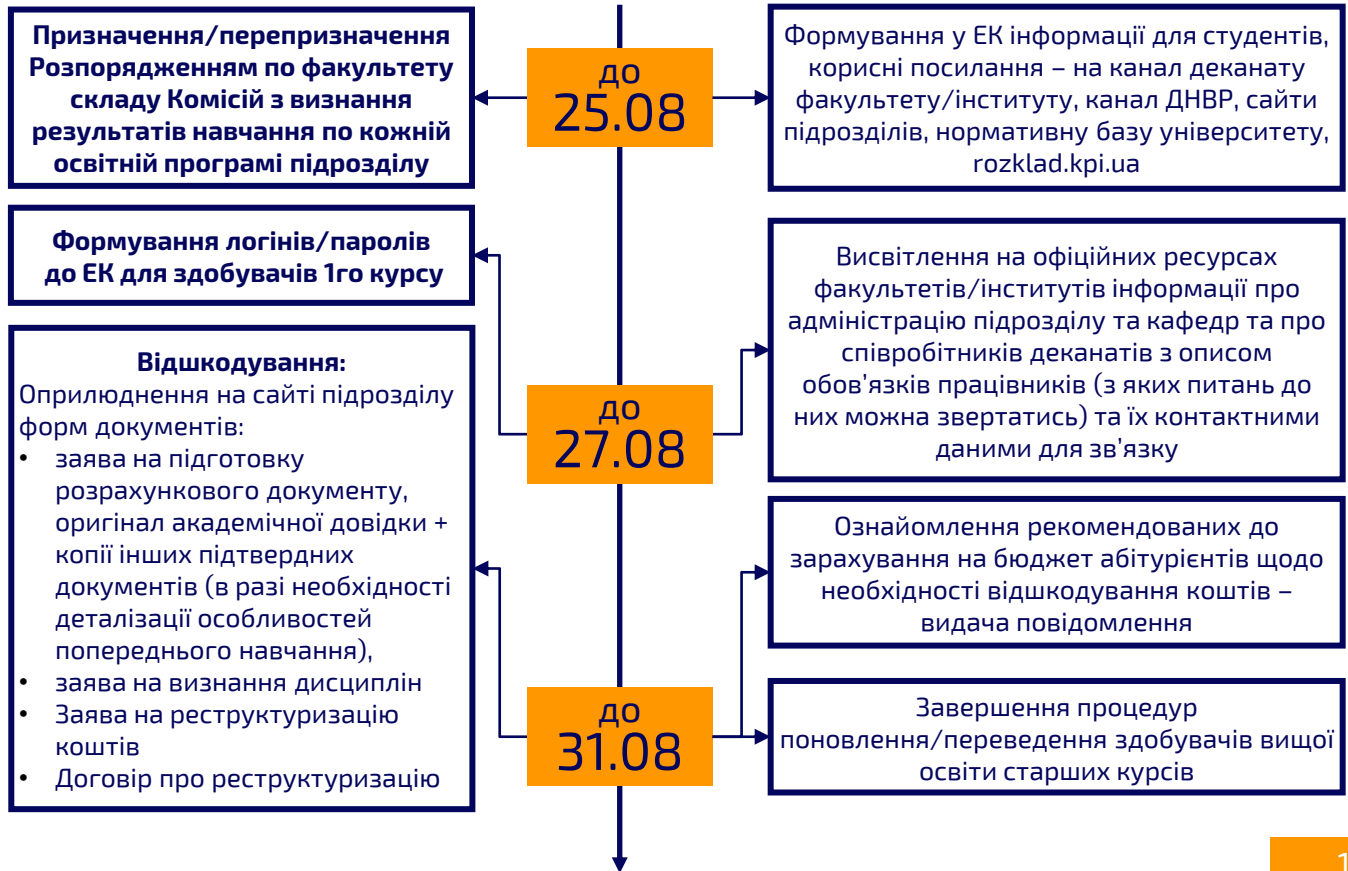 Призначення/перепризначення
Розпорядженням по факультету
складу Комісій з визнання
результатів навчання по кожній
освітній програмі підрозділу
до
25.08
Формування у ЕК інформації для студентів,
корисні посилання – на канал деканату
факультету/інституту, канал ДНВР, сайти
підрозділів, нормативну базу університету,
rozklad.kpi.ua
Формування логінів/паролів
до ЕК для здобувачів 1го курсу
до
27.08
Висвітлення на офіційних ресурсах
факультетів/інститутів інформації про
адміністрацію підрозділу та кафедр та про
співробітників деканатів з описом
обов’язків працівників (з яких питань до
них можна звертатись) та їх контактними
даними для зв’язку
Відшкодування:
Оприлюднення на сайті підрозділу
форм документів:
• заява на підготовку
розрахункового документу,
оригінал академічної довідки +
копії інших підтвердних
документів (в разі необхідності
деталізації особливостей
попереднього навчання),
• заява на визнання дисциплін
• Заява на реструктуризацію
коштів
• Договір про реструктуризацію
до
31.08
Ознайомлення рекомендованих до
зарахування на бюджет абітурієнтів щодо
необхідності відшкодування коштів –
видача повідомлення
Завершення процедур
поновлення/переведення здобувачів вищої
освіти старших курсів
1